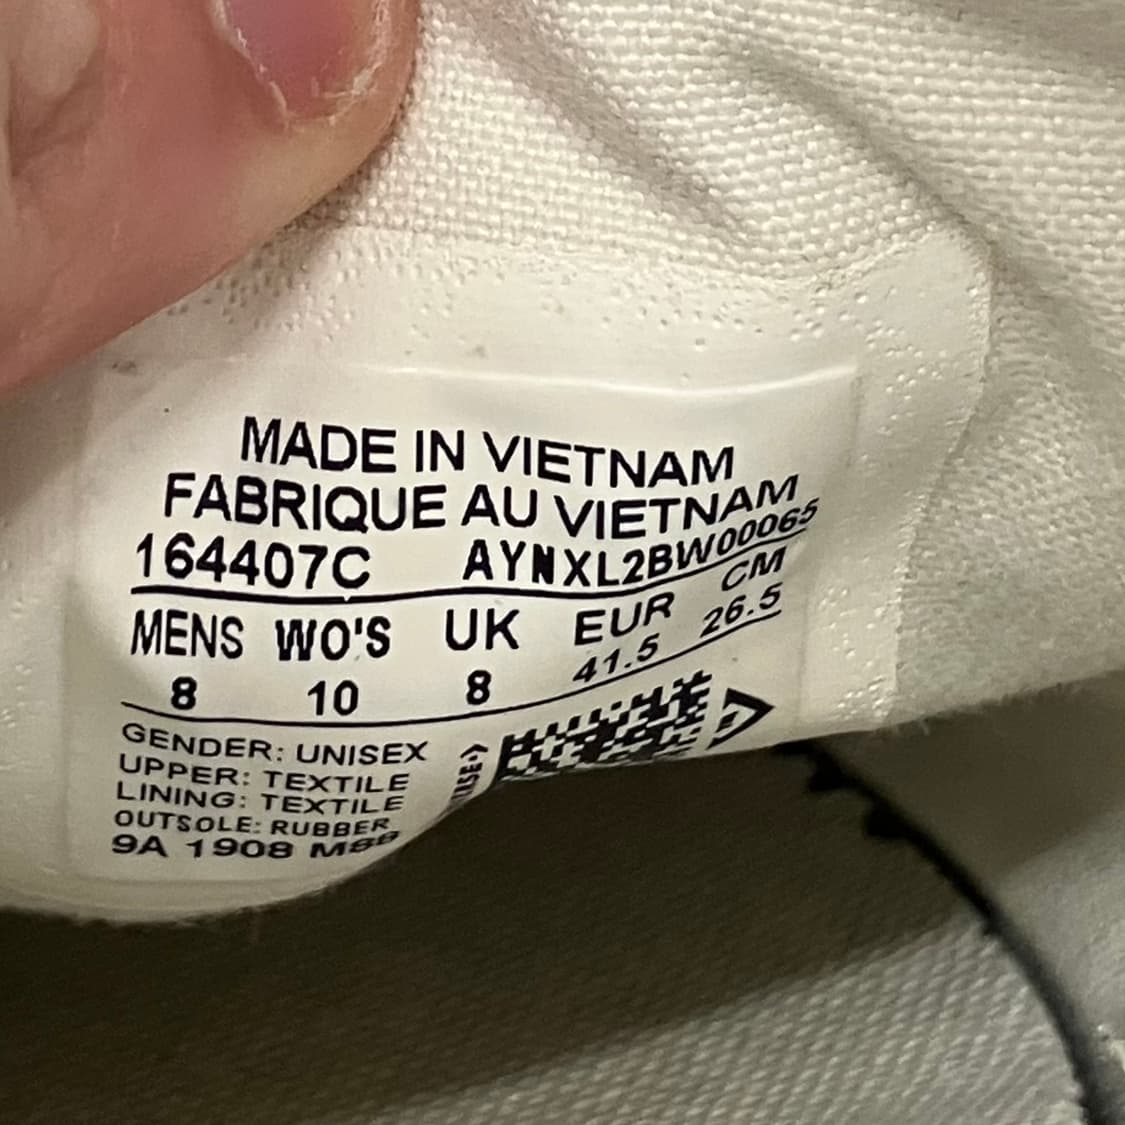 MADE IN VIETNAM
FABRIQUE AU VIETNAM
164407C AYNXL2BW00065
MENS WO'S UK EUR CM
8 10 8 41.5 26.5
GENDER: UNISEX
UPPER: TEXTILE
LINING: TEXTILE
OUTSOLE: RUBBER
9A 1908